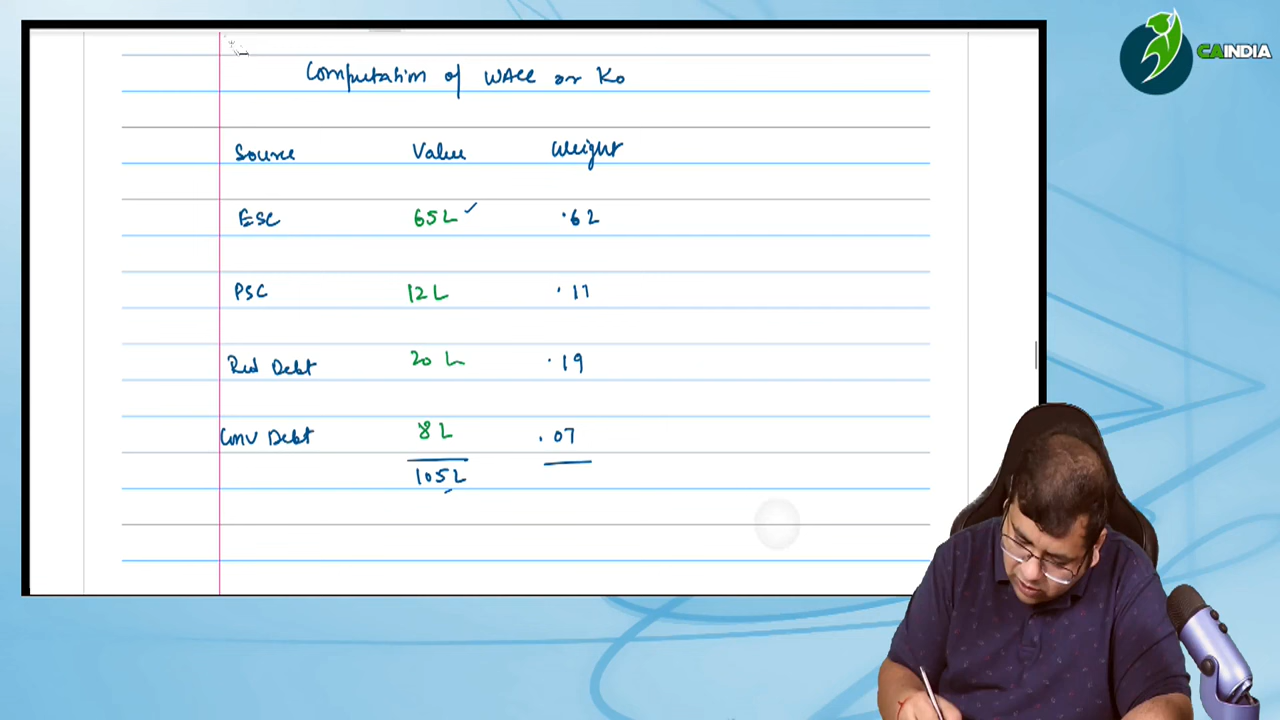 CAINDIA
Computation of WACC or Ko
Source Value Weight
ESC 65L ✓ .62
PSC 12L .11
Red Debt 20 L .19
Conv Debt 8L .07
105L